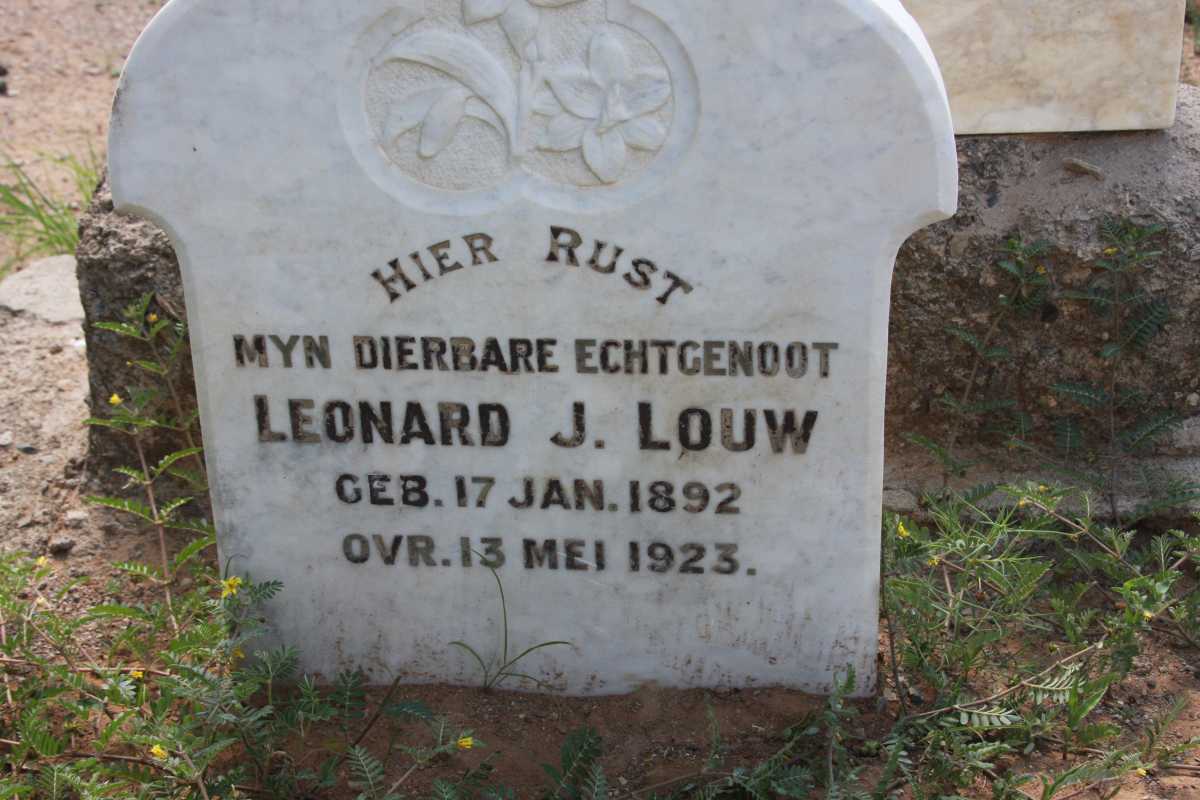 HIER RUST
MYN DIERBARE ECHTGENOOT
LEONARD J. LOUW
GEB. 17 JAN. 1892
OVR. 13 MEI 1923.